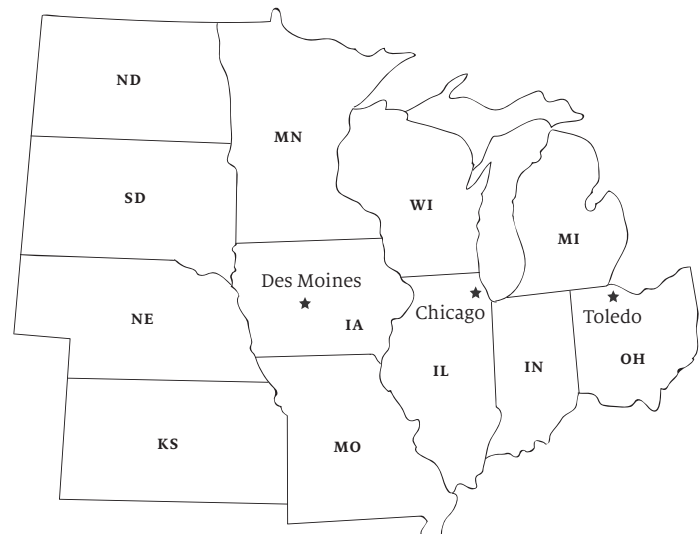 ND
MN
SD
WI
MI
Des Moines
NE
IA
Chicago
Toledo
IL
IN
OH
KS
MO